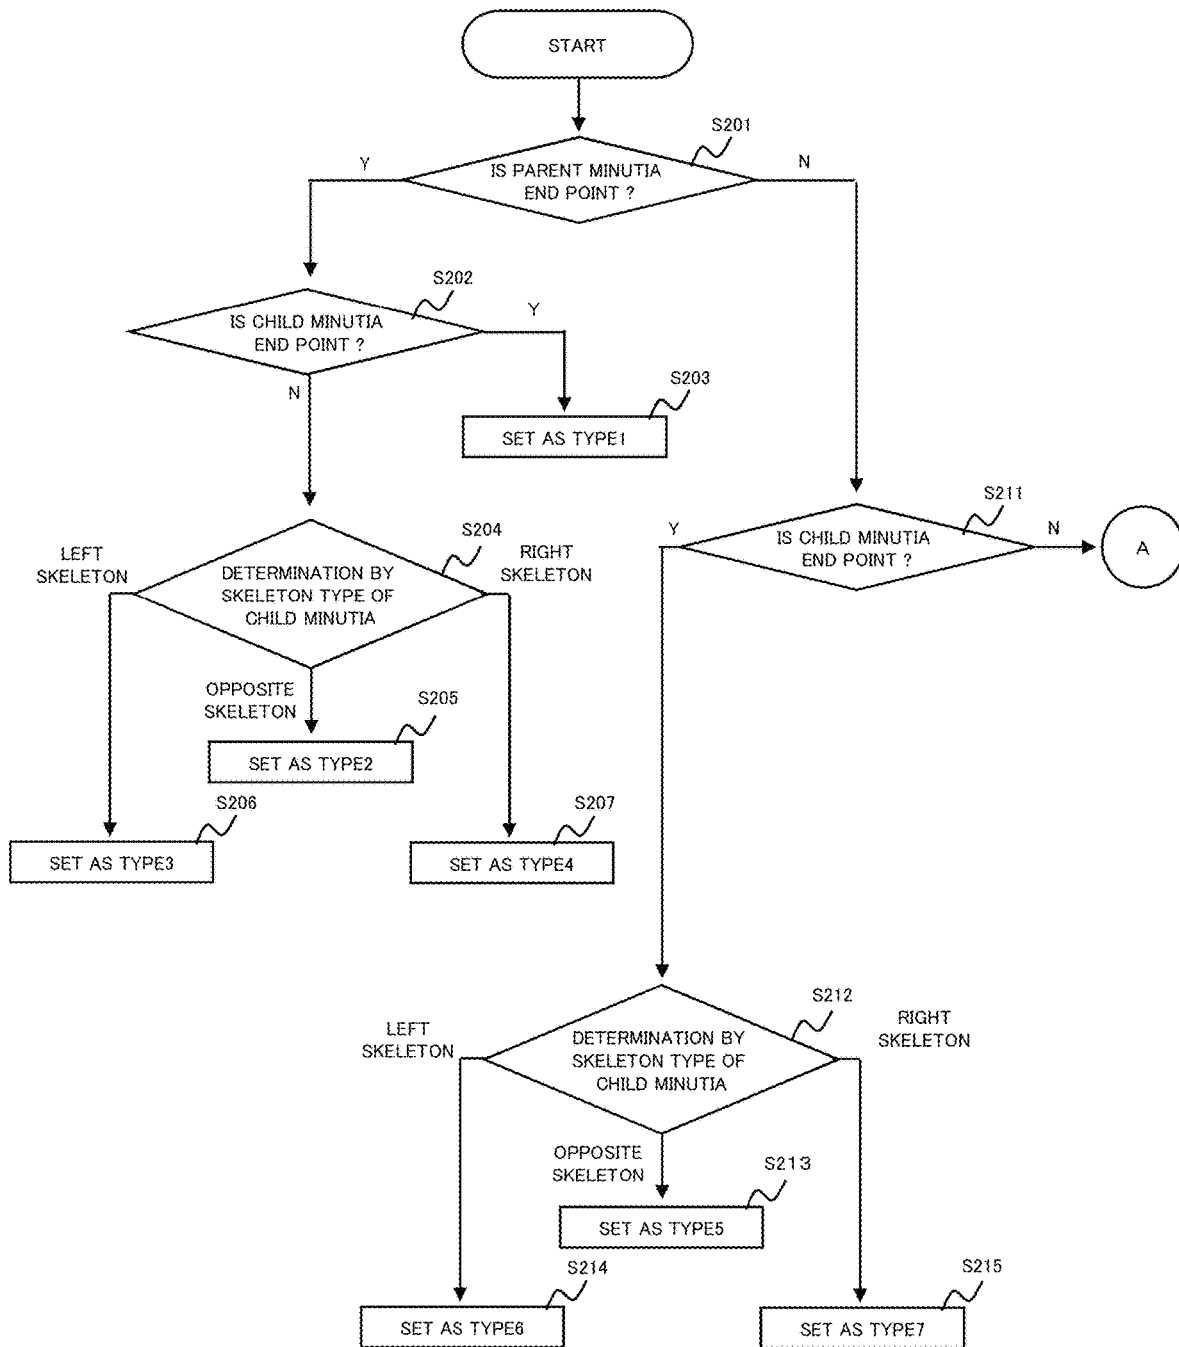 START
S201
Y
IS PARENT MINUTIA
END POINT ?
N
S202
IS CHILD MINUTIA
END POINT ?
Y
N
S203
SET AS TYPE1
S204
LEFT
SKELETON
DETERMINATION BY
SKELETON TYPE OF
CHILD MINUTIA
RIGHT
SKELETON
OPPOSITE
SKELETON
S205
SET AS TYPE2
S206
SET AS TYPE3
S207
SET AS TYPE4
S211
Y
IS CHILD MINUTIA
END POINT ?
N
A
S212
LEFT
SKELETON
DETERMINATION BY
SKELETON TYPE OF
CHILD MINUTIA
RIGHT
SKELETON
OPPOSITE
SKELETON
S213
SET AS TYPE5
S214
SET AS TYPE6
S215
SET AS TYPE7